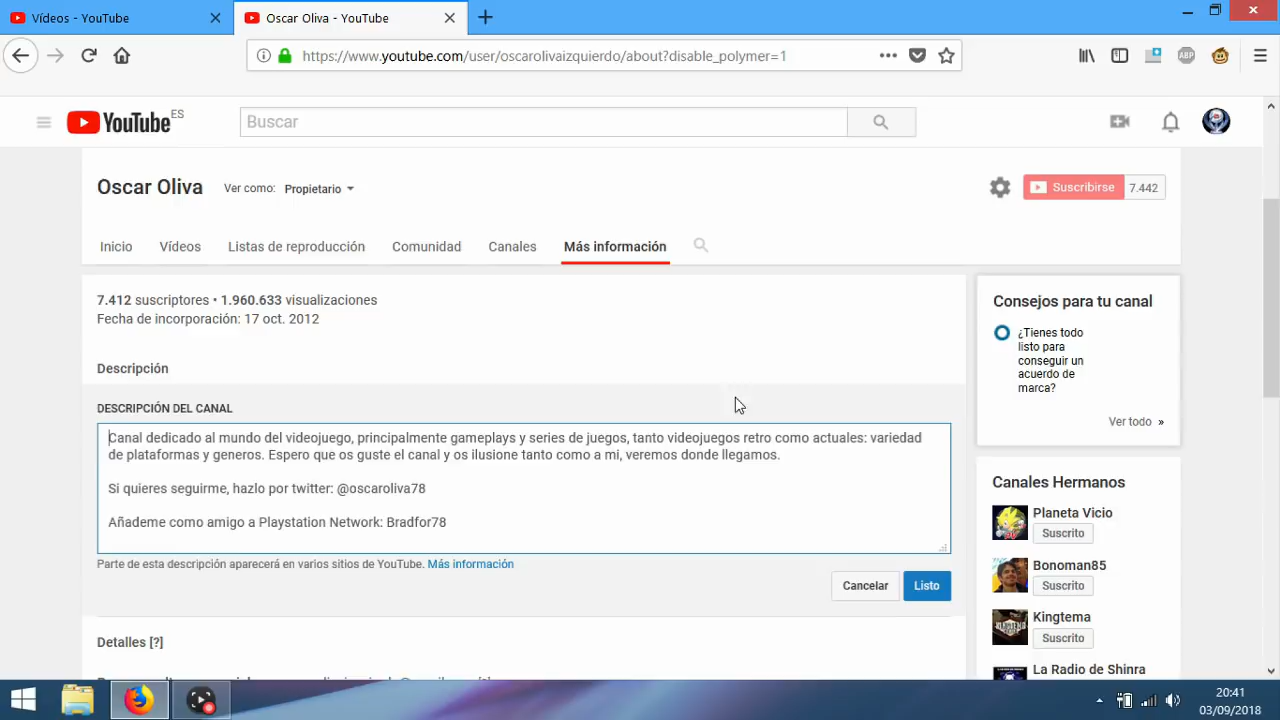 Vídeos - YouTube
Oscar Oliva - YouTube
https://www.youtube.com/user/oscarolivaizquierdo/about?disable_polymer=1
ABP
YouTube ES
Buscar
Oscar Oliva
Ver como: Propietario
Suscribirse 7.442
Inicio Vídeos Listas de reproducción Comunidad Canales Más información
7.412 suscriptores • 1.960.633 visualizaciones
Fecha de incorporación: 17 oct. 2012
Descripción
DESCRIPCIÓN DEL CANAL
Canal dedicado al mundo del videojuego, principalmente gameplays y series de juegos, tanto videojuegos retro como actuales: variedad
de plataformas y generos. Espero que os guste el canal y os ilusione tanto como a mi, veremos donde llegamos.
Si quieres seguirme, hazlo por twitter: @oscaroliva78
Añademe como amigo a Playstation Network: Bradfor78
Parte de esta descripción aparecerá en varios sitios de YouTube. Más información
Cancelar Listo
Detalles [?]
Consejos para tu canal
¿Tienes todo
listo para
conseguir un
acuerdo de
marca?
Ver todo »
Canales Hermanos
Planeta Vicio
Suscrito
Bonoman85
Suscrito
Kingtema
Suscrito
La Radio de Shinra
20:41
03/09/2018